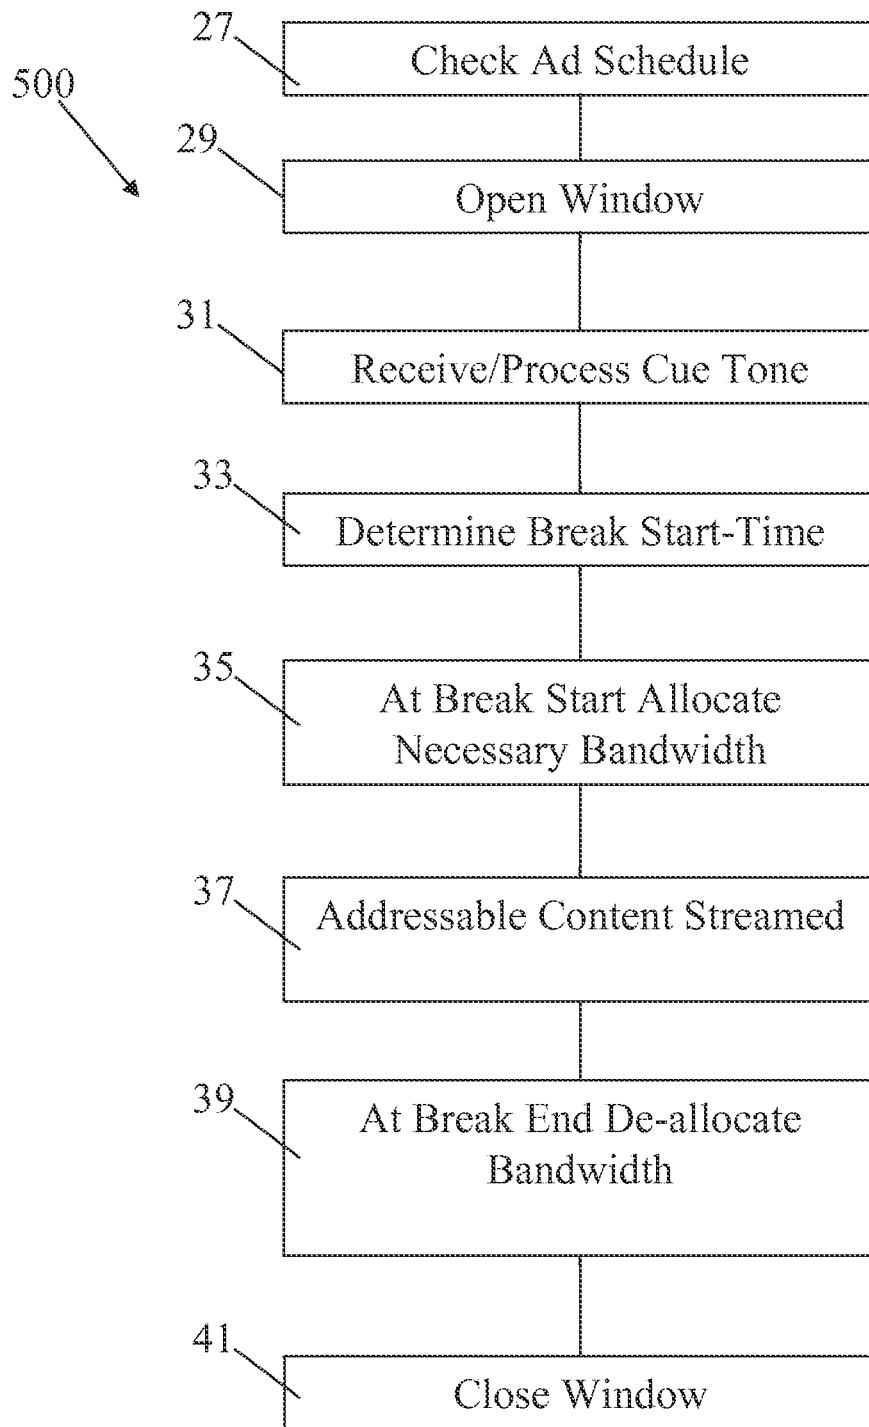 27
Check Ad Schedule
500
29
Open Window
31
Receive/Process Cue Tone
33
Determine Break Start-Time
35
At Break Start Allocate
Necessary Bandwidth
37
Addressable Content Streamed
39
At Break End De-allocate
Bandwidth
41
Close Window